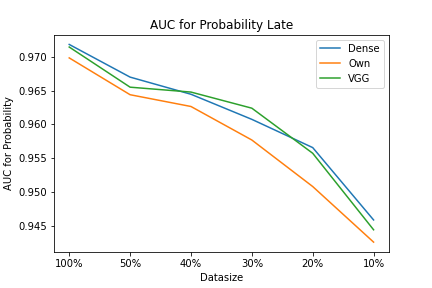 AUC for Probability Late
Dense
Own
VGG
AUC for Probability
0.970
0.965
0.960
0.955
0.950
0.945
100% 50% 40% 30% 20% 10%
Datasize